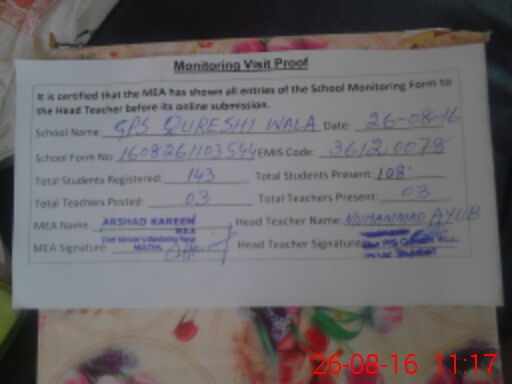 Monitoring Visit Proof
It is certified that the MEA has shown all entries of the School Monitoring Form to
the Head Teacher before its online submission.
School Name: GPS QURESHI WALA Date: 26-08-16
School Form No: EMIS Code: 36120078
Total Students Registered: 143 Total Students Present: 108
Total Teachers Posted: 03 Total Teachers Present: 03
MEA Name: ARSHAD KAREEM Head Teacher Name: MUHAMMAD AYUB
MEA
MEA Signature: Head Teacher Signature:
26-08-16 11:17